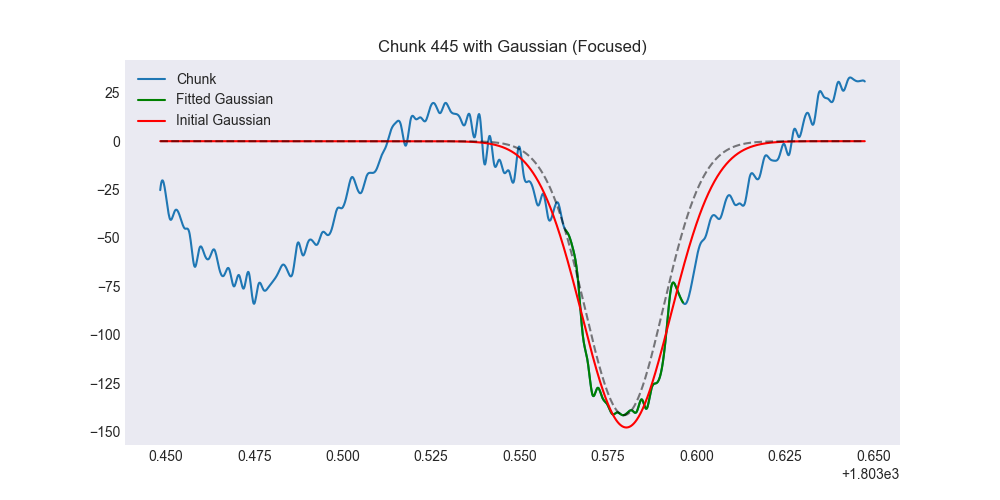 Chunk 445 with Gaussian (Focused)
Chunk
Fitted Gaussian
Initial Gaussian
25
0
−25
−50
−75
−100
−125
−150
0.450 0.475 0.500 0.525 0.550 0.575 0.600 0.625 0.650
+1.803e3